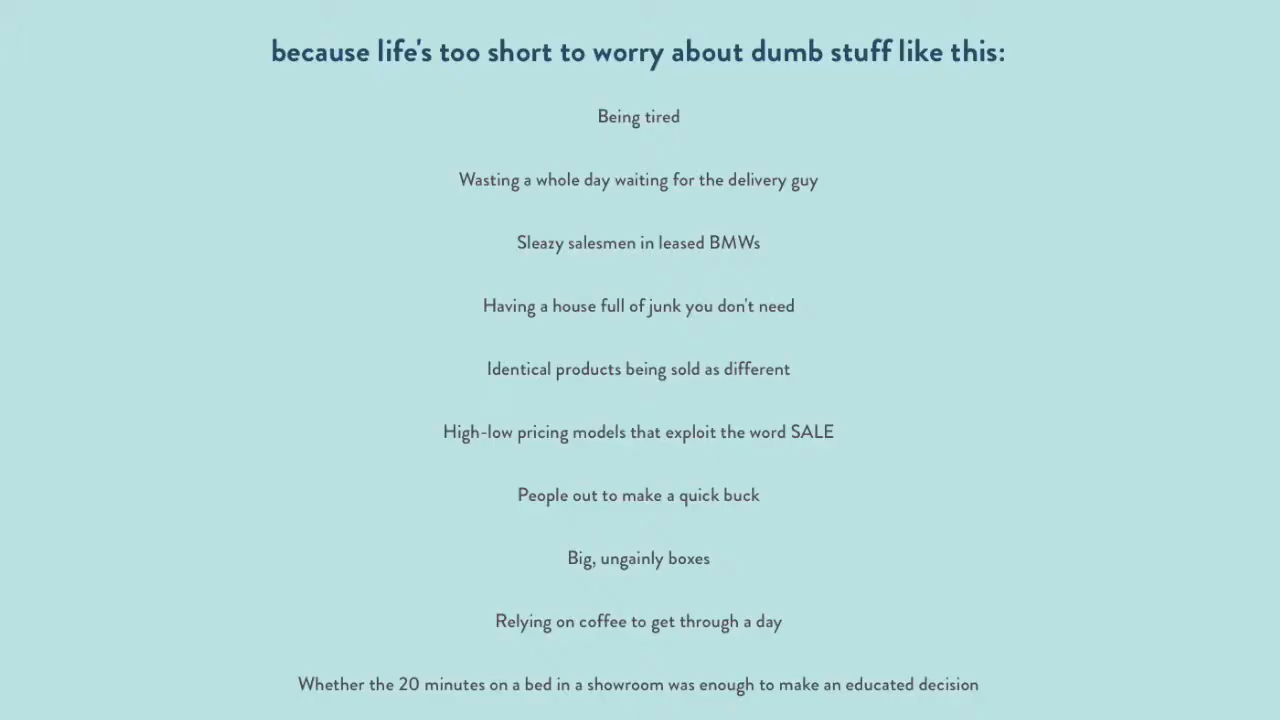 because life's too short to worry about dumb stuff like this:
Being tired
Wasting a whole day waiting for the delivery guy
Sleazy salesmen in leased BMWs
Having a house full of junk you don't need
Identical products being sold as different
High-low pricing models that exploit the word SALE
People out to make a quick buck
Big, ungainly boxes
Relying on coffee to get through a day
Whether the 20 minutes on a bed in a showroom was enough to make an educated decision